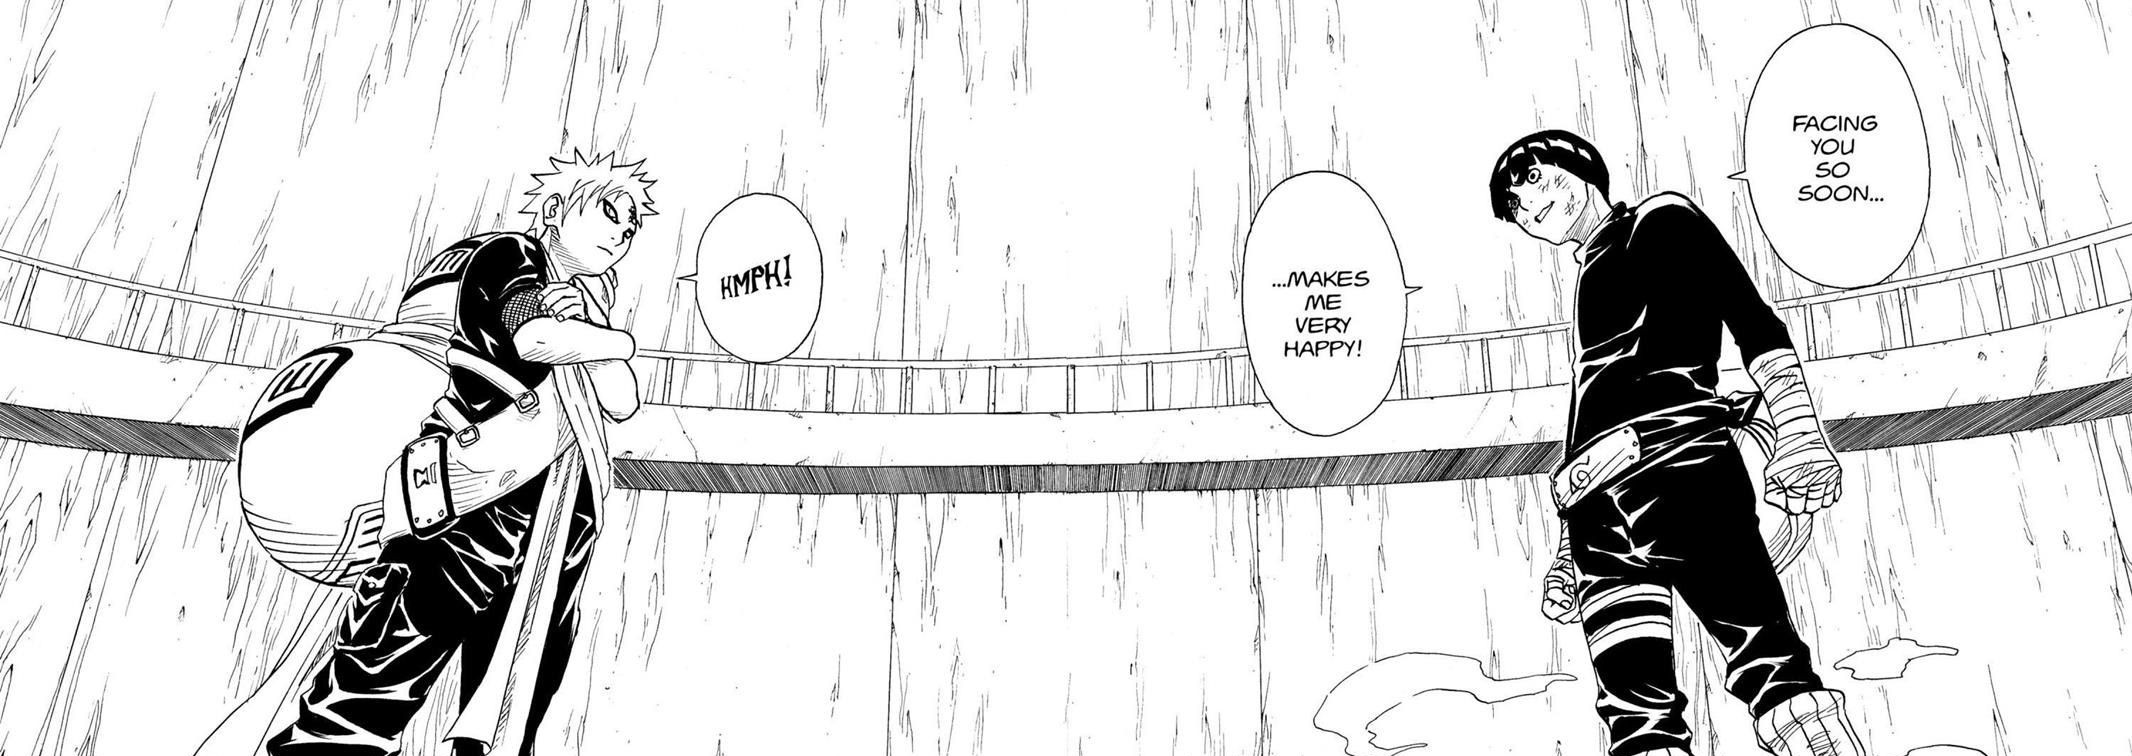 FACING
YOU
SO
SOON...
...MAKES
ME
VERY
HAPPY!
HMPH!